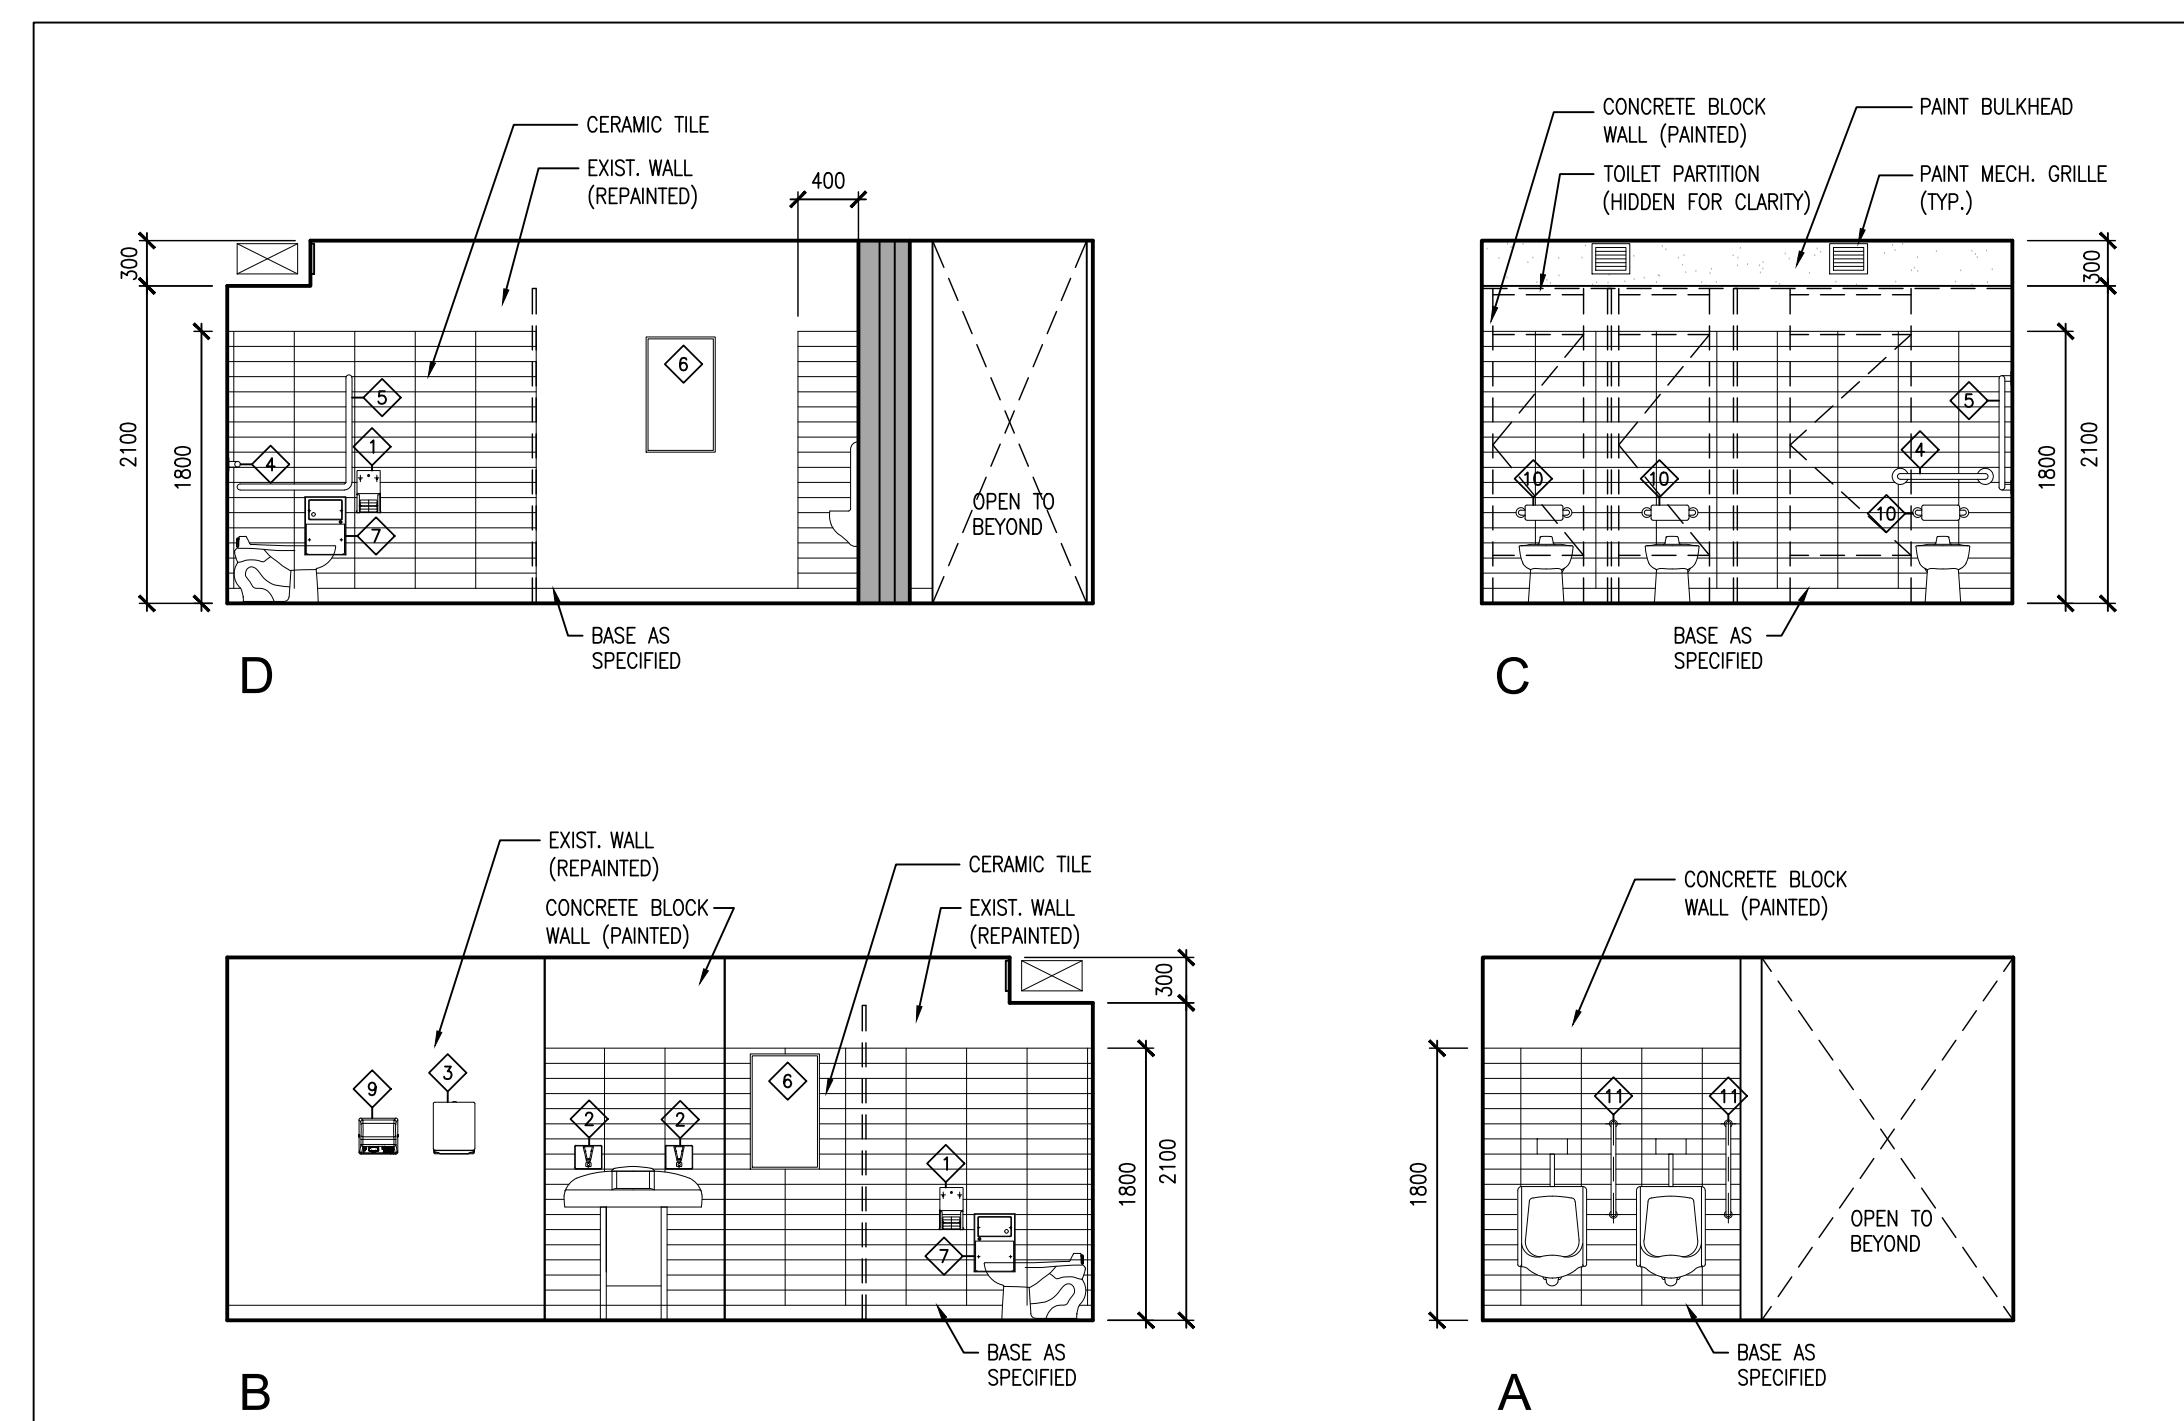 CERAMIC TILE
EXIST. WALL
(REPAINTED)
400
300
2100
1800
6
5
1
4
7
OPEN TO
BEYOND
BASE AS
SPECIFIED
D
CONCRETE BLOCK
WALL (PAINTED)
TOILET PARTITION
(HIDDEN FOR CLARITY)
PAINT BULKHEAD
PAINT MECH. GRILLE
(TYP.)
300
5
4
10
10
10
1800
2100
BASE AS
SPECIFIED
C
EXIST. WALL
(REPAINTED)
CONCRETE BLOCK
WALL (PAINTED)
CERAMIC TILE
EXIST. WALL
(REPAINTED)
300
9
3
2
2
6
1
7
1800
2100
BASE AS
SPECIFIED
B
CONCRETE BLOCK
WALL (PAINTED)
11
11
1800
OPEN TO
BEYOND
BASE AS
SPECIFIED
A